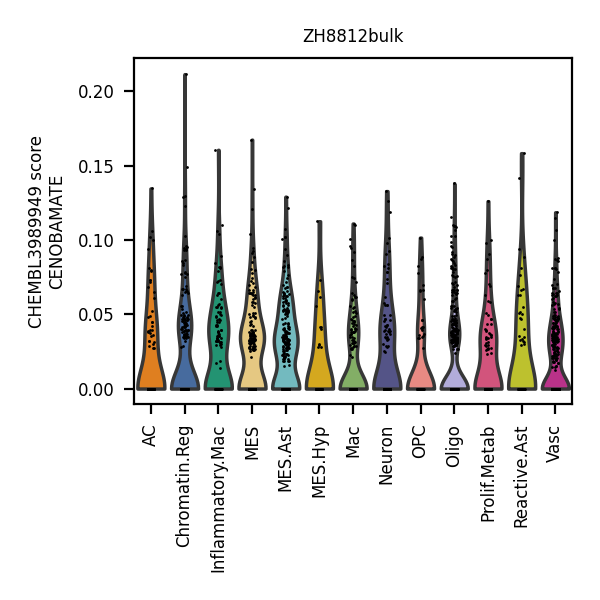 ZH8812bulk
CHEMBL3989949 score
CENOBAMATE
0.20
0.15
0.10
0.05
0.00
AC
Chromatin.Reg
Inflammatory.Mac
MES
MES.Ast
MES.Hyp
Mac
Neuron
OPC
Oligo
Prolif.Metab
Reactive.Ast
Vasc